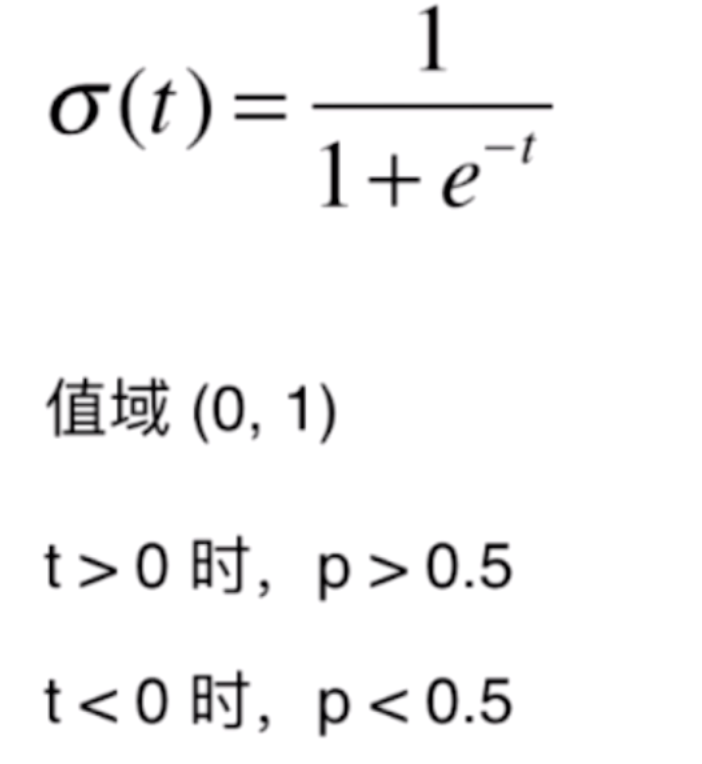 σ(t) = 1 / (1 + e^{-t})
值域 (0, 1)
t > 0 时，p > 0.5
t < 0 时，p < 0.5